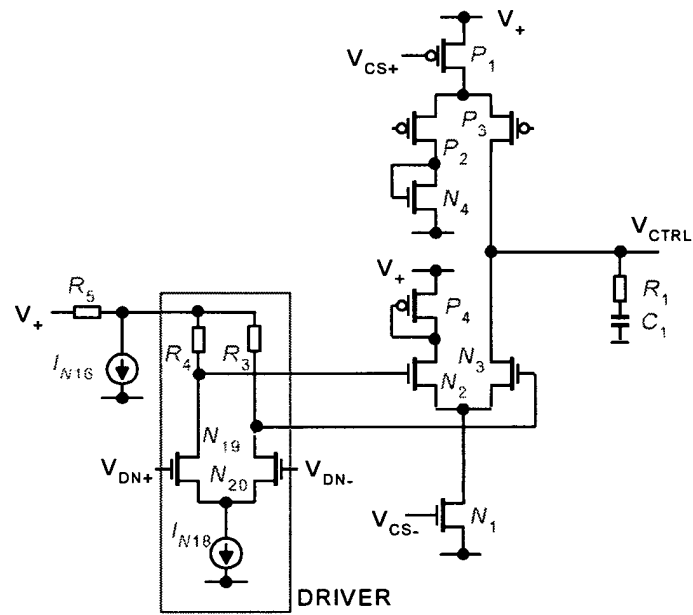 V+
VCS+
P1
P3
P2
N4
VCTRL
V+
R5
V+
P4
R1
C1
R4
R3
IN16
N3
N2
N19
VDN+
N20
VDN-
VCS-
N1
IN18
DRIVER